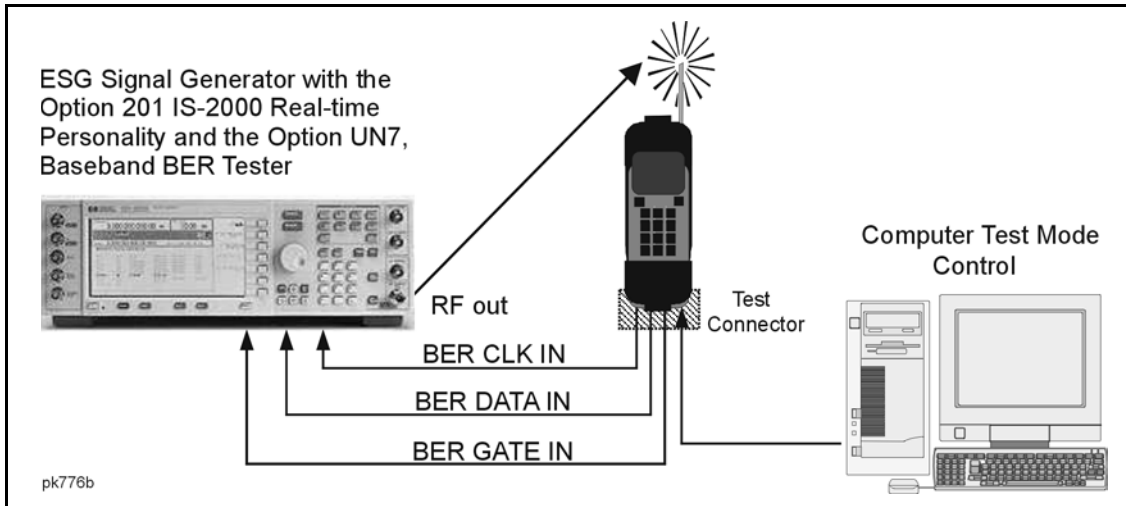 ESG Signal Generator with the
Option 201 IS-2000 Real-time
Personality and the Option UN7,
Baseband BER Tester
RF out
Test
Connector
Computer Test Mode
Control
BER CLK IN
BER DATA IN
BER GATE IN
pk776b